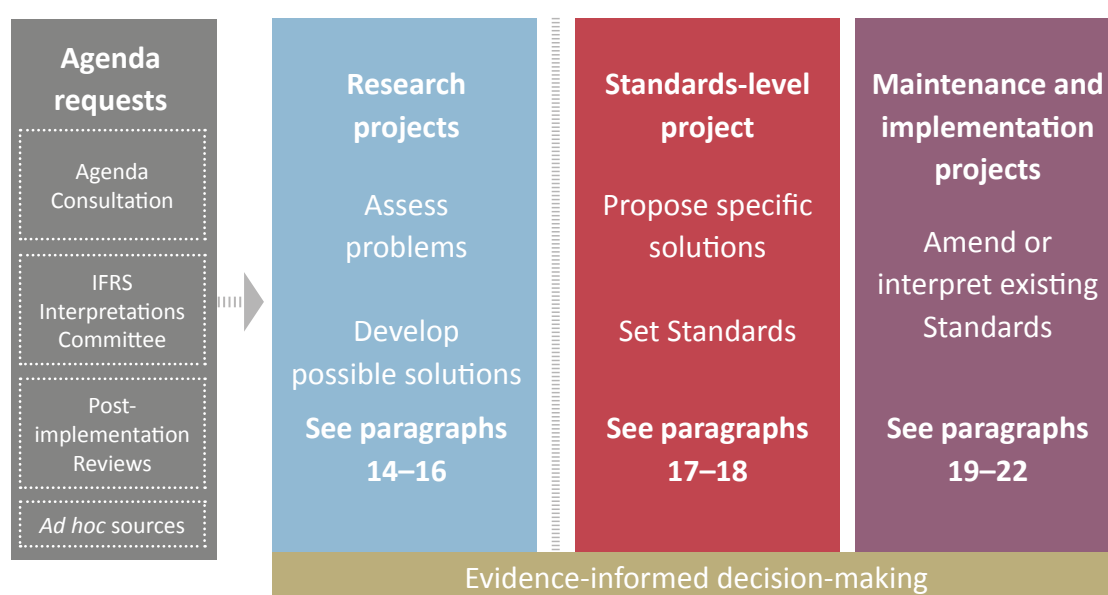 Agenda
requests
Agenda
Consultation
IFRS
Interpretations
Committee
Post-
implementation
Reviews
Ad hoc sources
Research
projects
Assess
problems
Develop
possible solutions
See paragraphs
14–16
Standards-level
project
Propose specific
solutions
Set Standards
See paragraphs
17–18
Maintenance and
implementation
projects
Amend or
interpret existing
Standards
See paragraphs
19–22
Evidence-informed decision-making